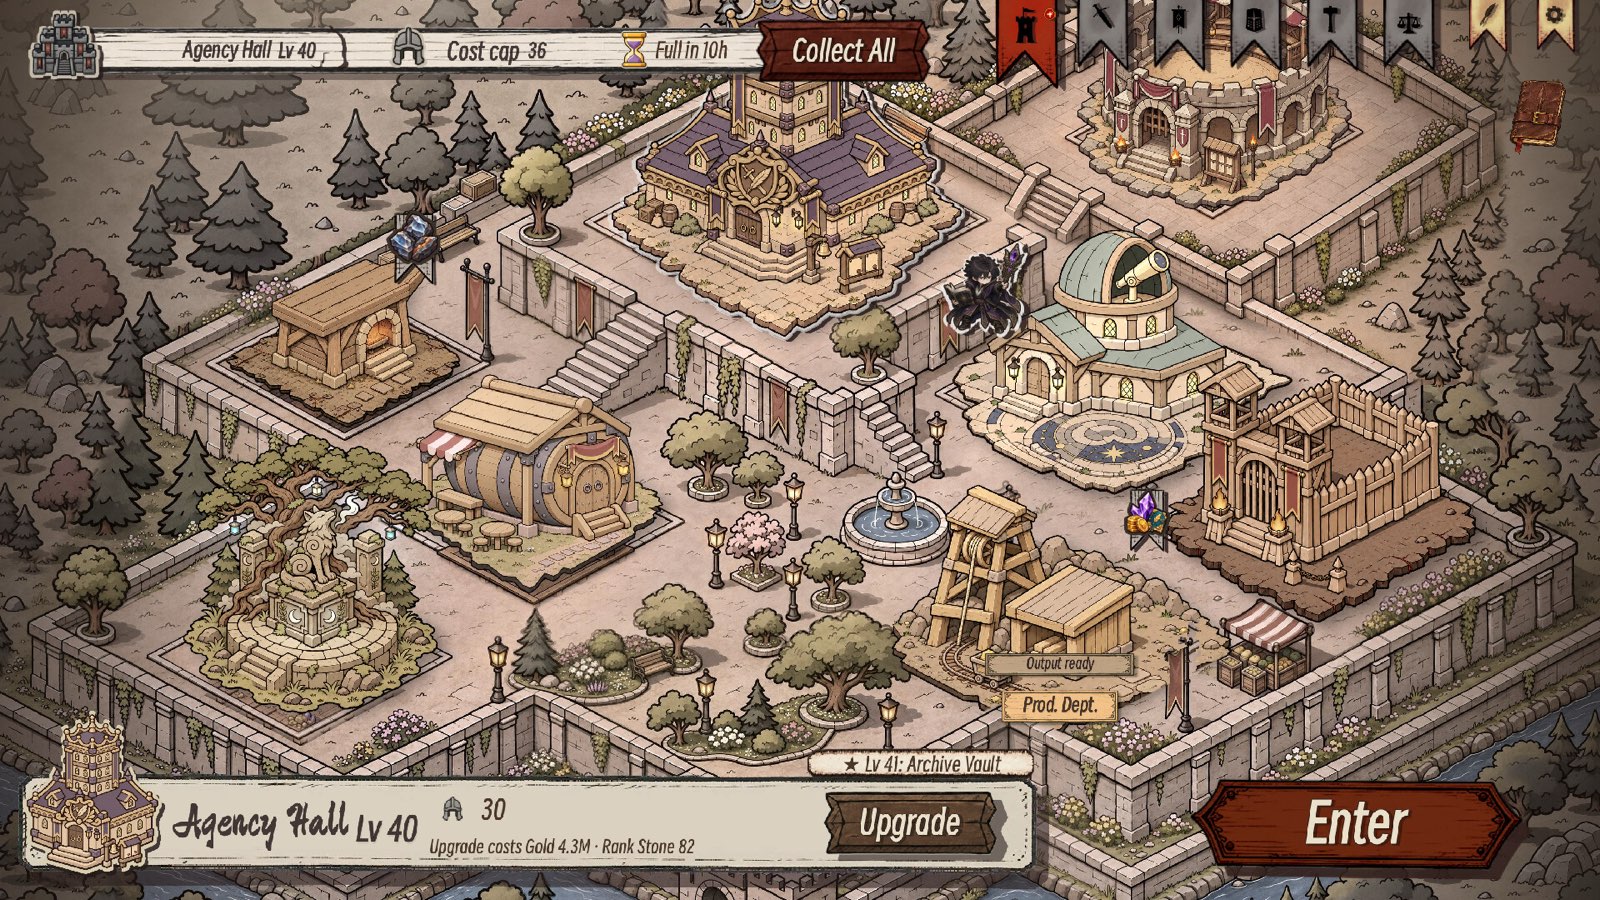 Agency Hall Lv 40
Cost cap 36
Full in 10h
Collect All
Output ready
Prod. Dept.
★ Lv 41: Archive Vault
Agency Hall Lv 40
30
Upgrade costs Gold 4.3M · Rank Stone 82
Upgrade
Enter